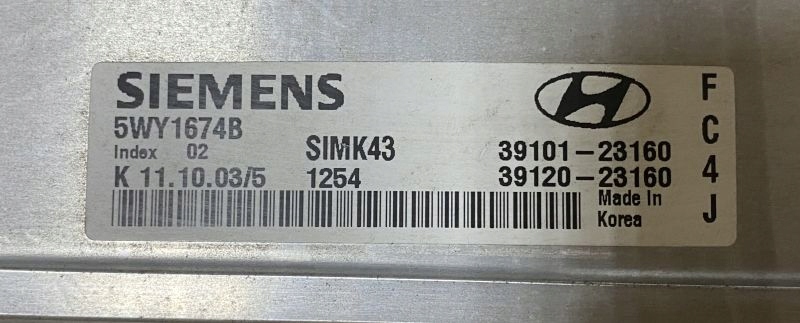 SIEMENS
5WY1674B
Index 02
SIMK43
39101-23160
K 11.10.03/5
1254
39120-23160
Made In
Korea
F
C
4
J